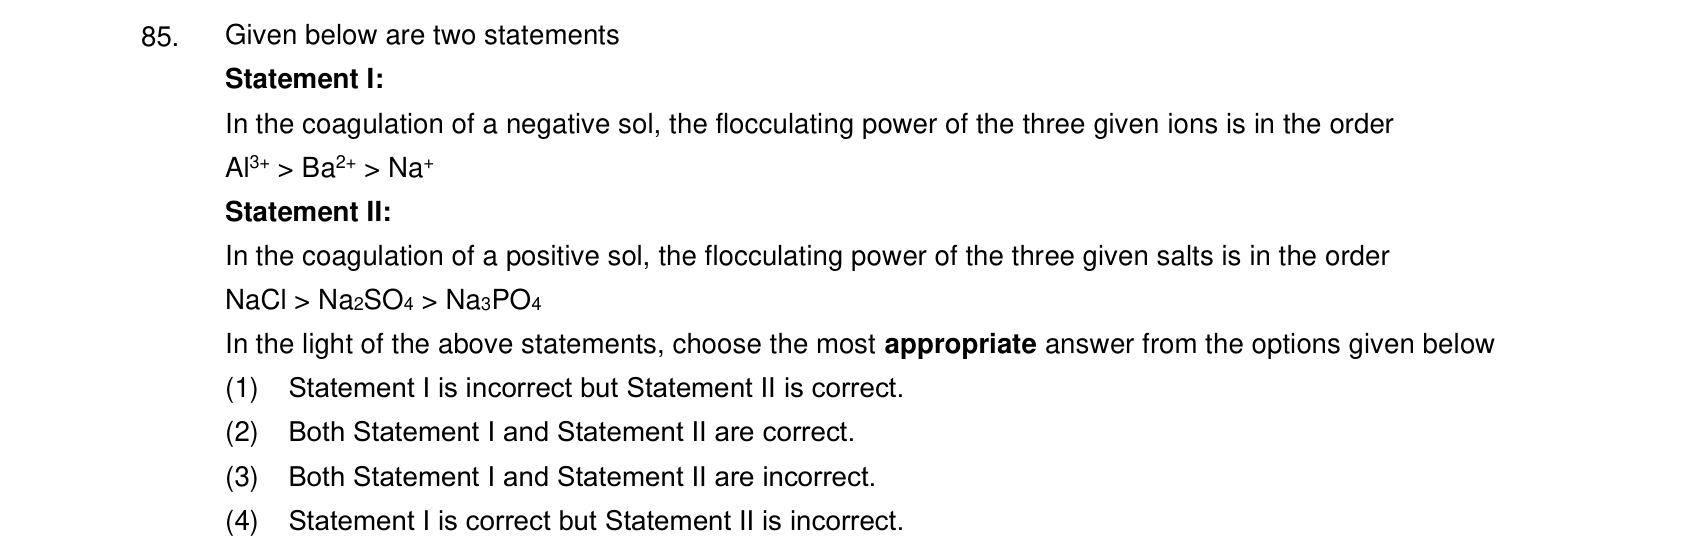 85. Given below are two statements
Statement I:
In the coagulation of a negative sol, the flocculating power of the three given ions is in the order
Al³⁺ > Ba²⁺ > Na⁺
Statement II:
In the coagulation of a positive sol, the flocculating power of the three given salts is in the order
NaCl > Na₂SO₄ > Na₃PO₄
In the light of the above statements, choose the most appropriate answer from the options given below
(1) Statement I is incorrect but Statement II is correct.
(2) Both Statement I and Statement II are correct.
(3) Both Statement I and Statement II are incorrect.
(4) Statement I is correct but Statement II is incorrect.